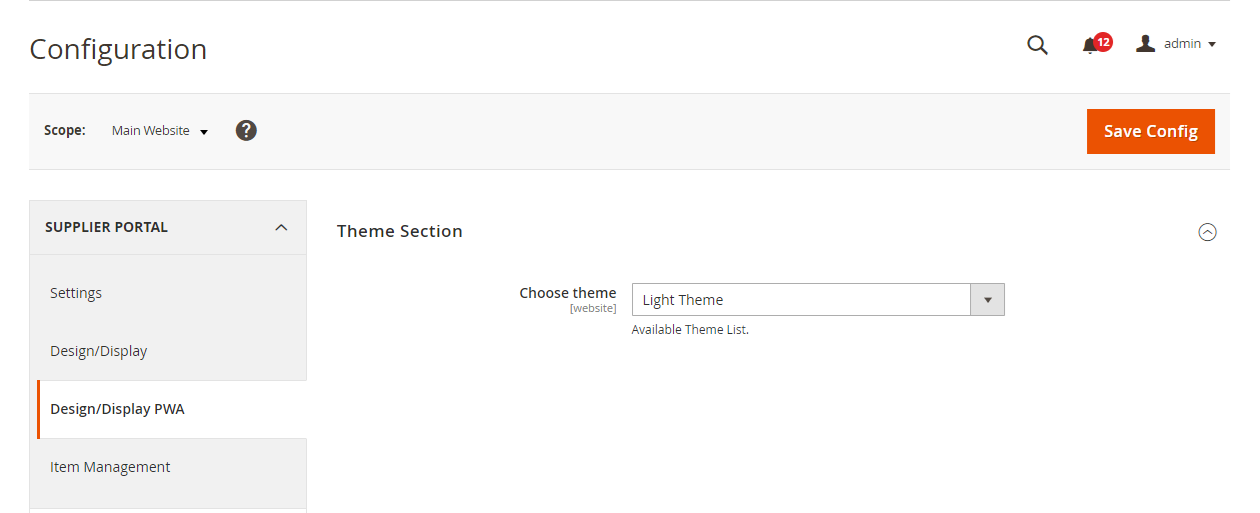 Configuration
12
admin
Scope:
Main Website
?
Save Config
SUPPLIER PORTAL
Settings
Design/Display
Design/Display PWA
Item Management
Theme Section
Choose theme
[website]
Light Theme
Available Theme List.